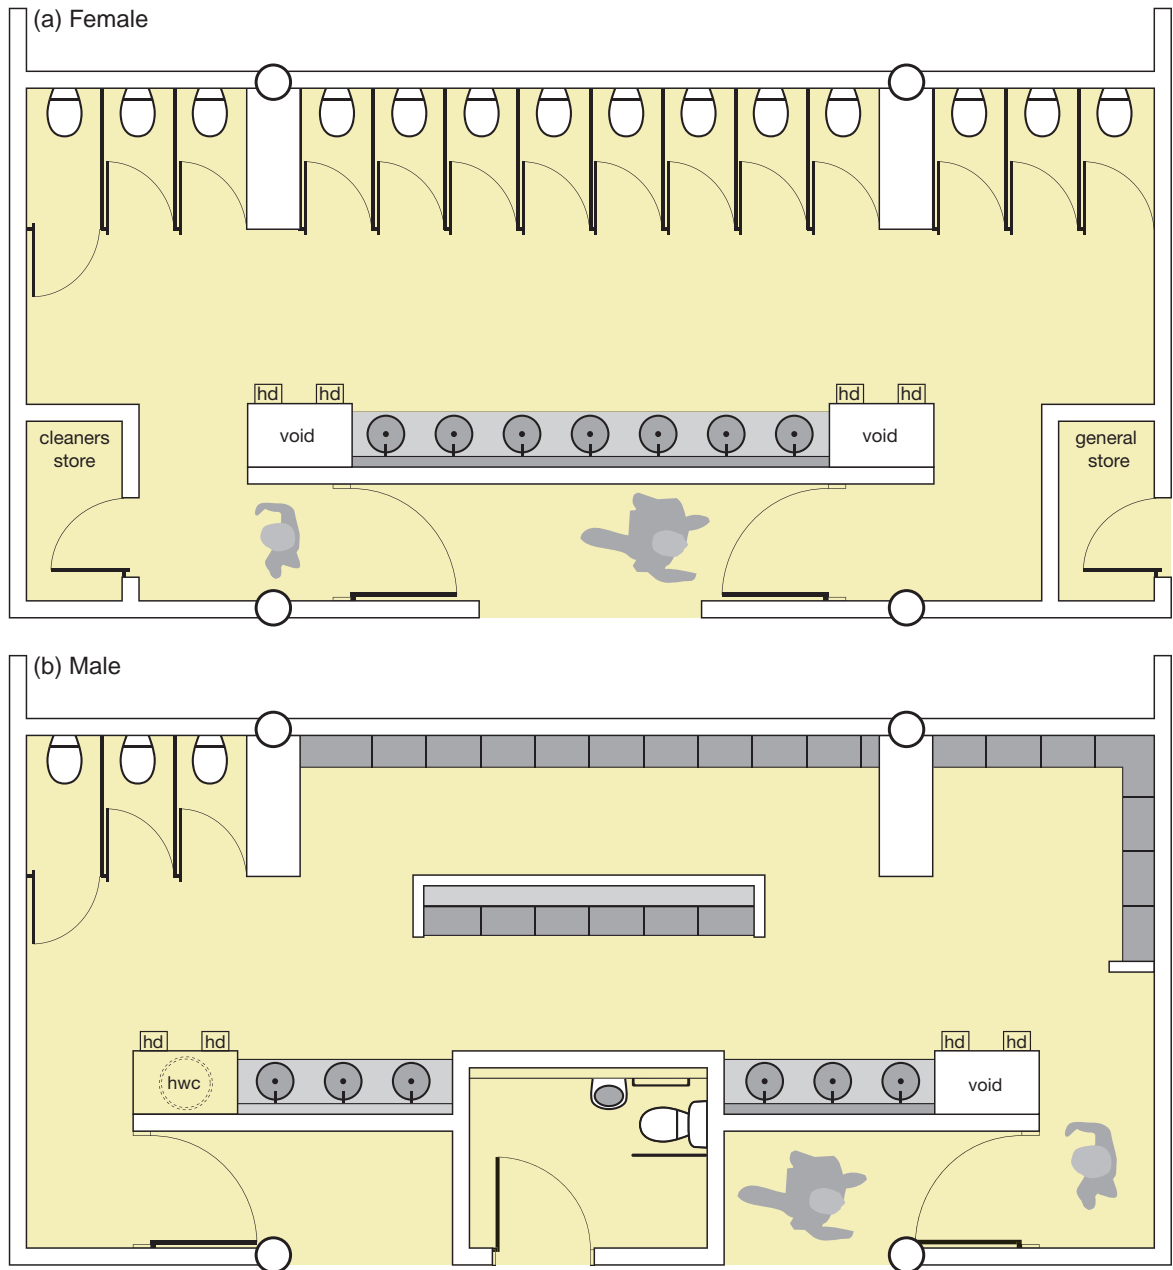 (a) Female
hd
hd
hd
hd
void
void
cleaners
store
general
store
(b) Male
hd
hd
hd
hd
hwc
void